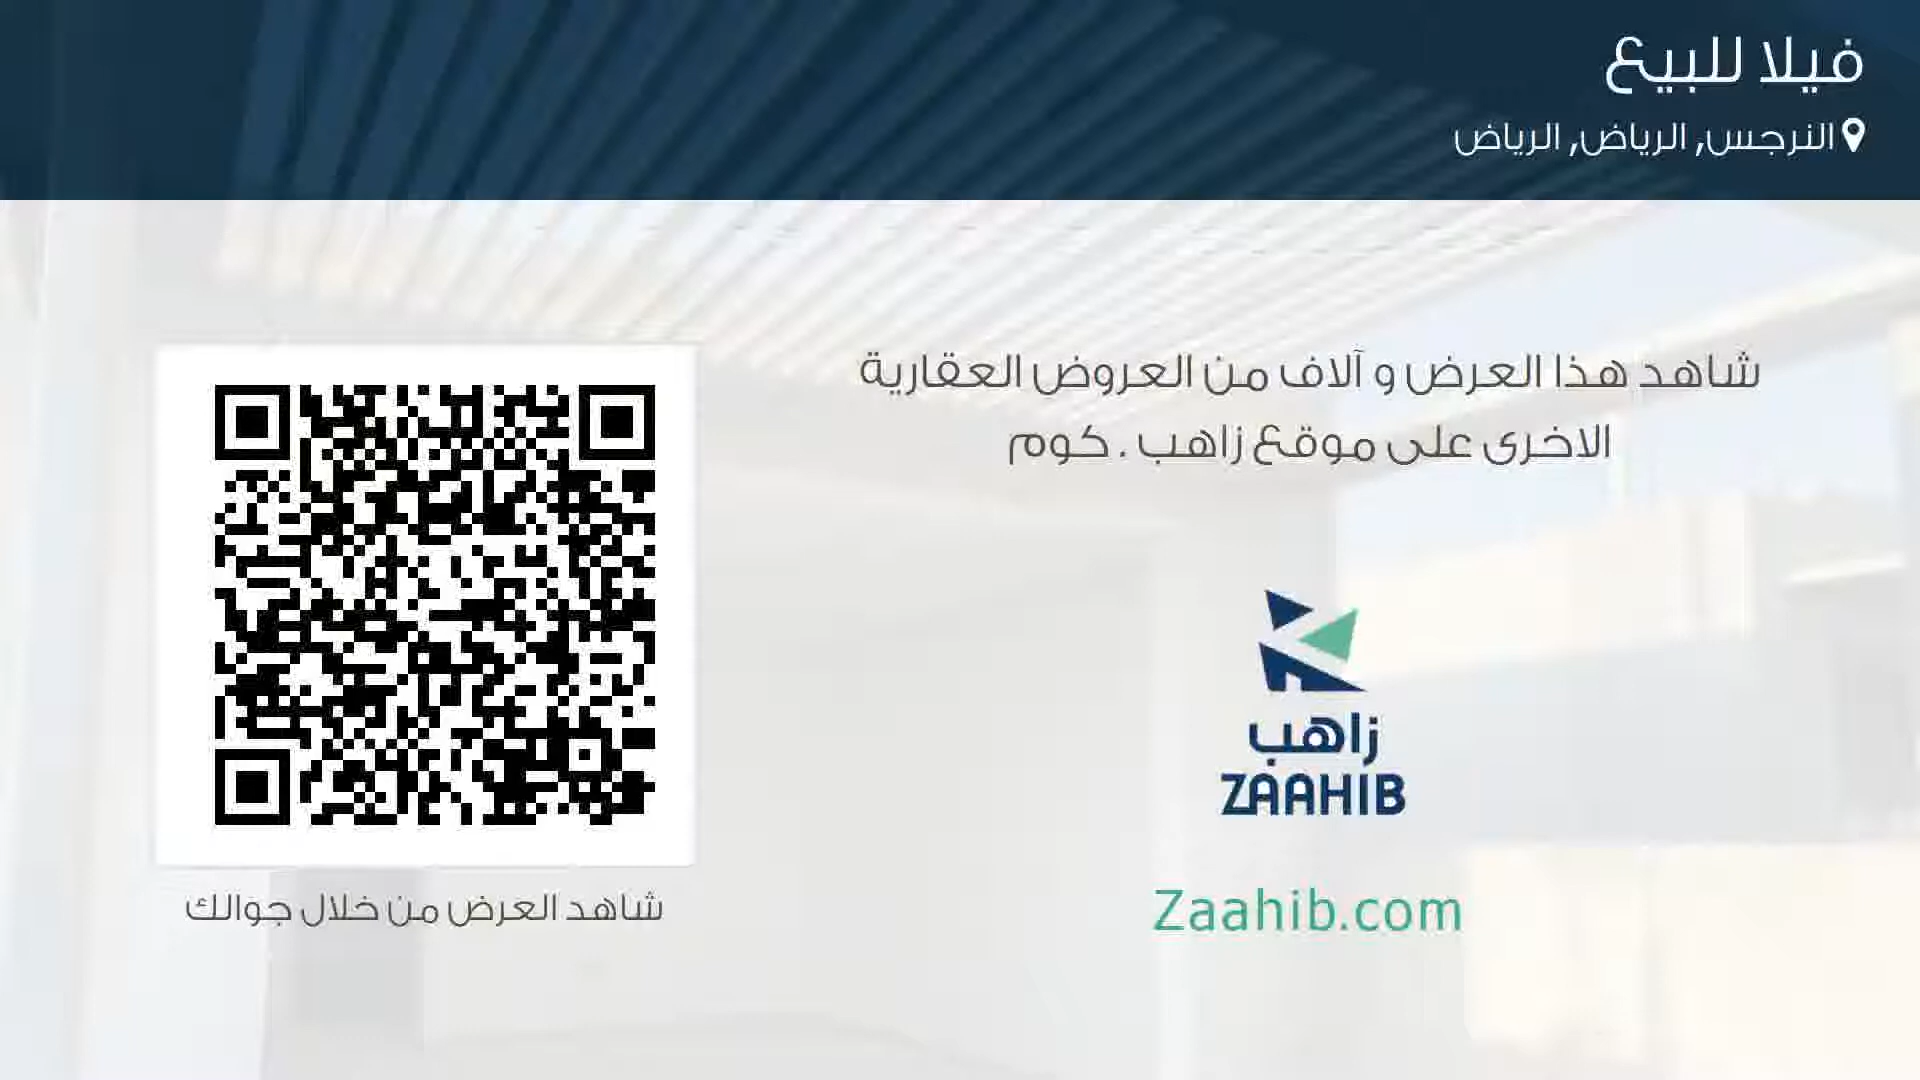 فيلا للبيع
النرجس, الرياض, الرياض
شاهد هذا العرض و آلاف من العروض العقارية
الاخرى على موقع زاهب . كوم
زاهب
ZAAHIB
Zaahib.com
شاهد العرض من خلال جوالك